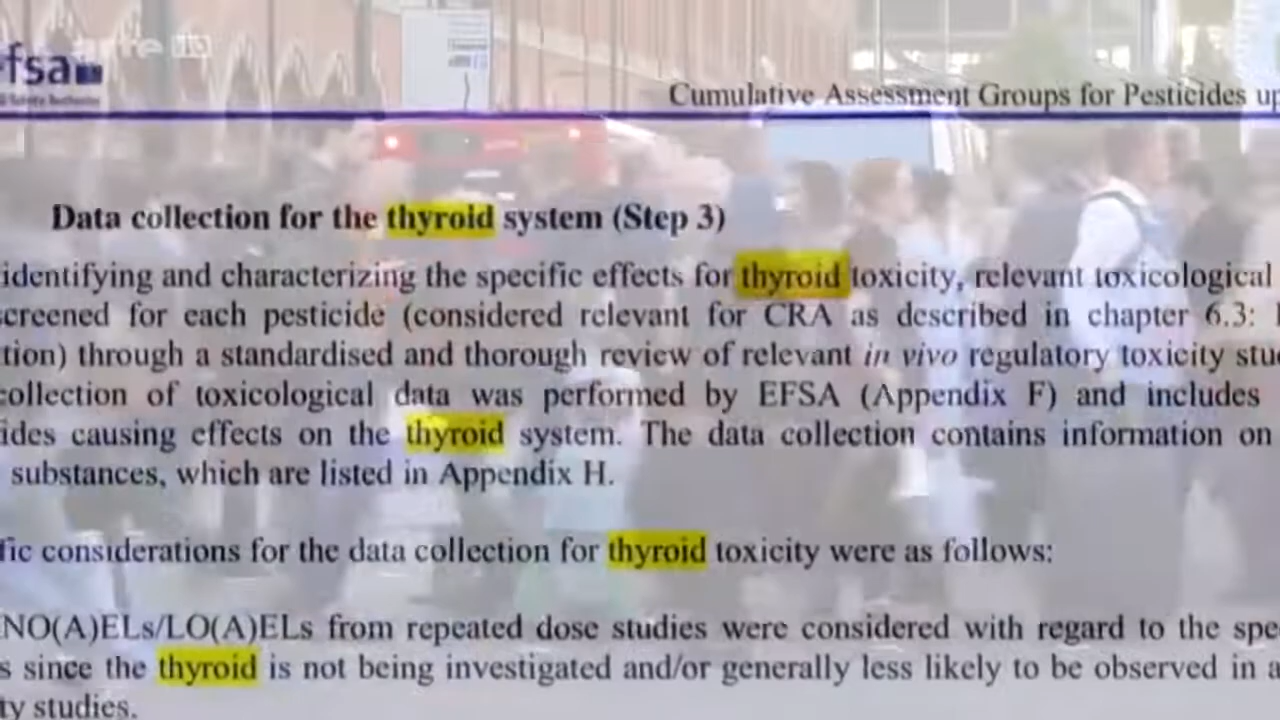 efsa
arte HD
Cumulative Assessment Groups for Pesticides up
Data collection for the thyroid system (Step 3)
identifying and characterizing the specific effects for thyroid toxicity, relevant toxicological
screened for each pesticide (considered relevant for CRA as described in chapter 6.3:
tion) through a standardised and thorough review of relevant in vivo regulatory toxicity stu
collection of toxicological data was performed by EFSA (Appendix F) and includes
ides causing effects on the thyroid system. The data collection contains information on
substances, which are listed in Appendix H.
fic considerations for the data collection for thyroid toxicity were as follows:
NO(A)ELs/LO(A)ELs from repeated dose studies were considered with regard to the spe
s since the thyroid is not being investigated and/or generally less likely to be observed in a
ty studies.